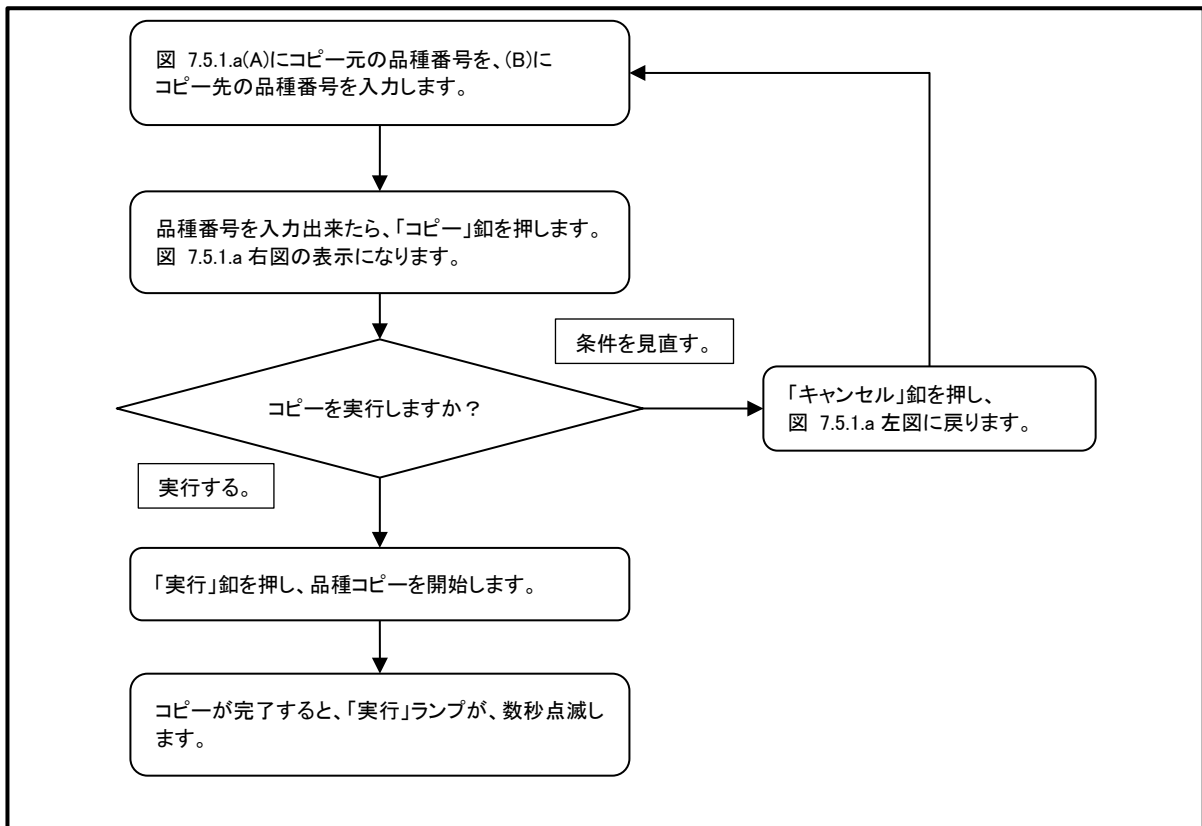 図 7.5.1.a(A)にコピー元の品種番号を、(B)に
コピー先の品種番号を入力します。
品種番号を入力出来たら、「コピー」釦を押します。
図 7.5.1.a 右図の表示になります。
条件を見直す。
コピーを実行しますか？
「キャンセル」釦を押し、
図 7.5.1.a 左図に戻ります。
実行する。
「実行」釦を押し、品種コピーを開始します。
コピーが完了すると、「実行」ランプが、数秒点滅し
ます。